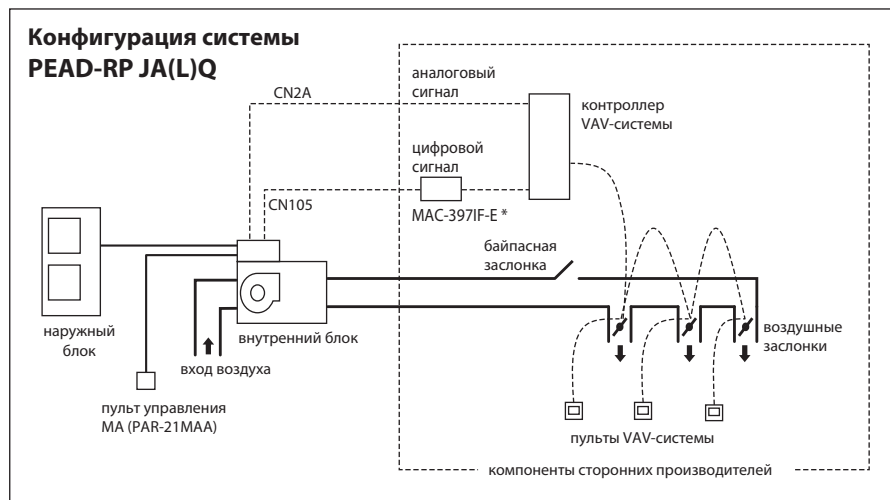 Конфигурация системы
PEAD-RP JA(L)Q
CN2A
аналоговый
сигнал
контроллер
VAV-системы
цифровой
сигнал
CN105
MAC-397IF-E *
байпасная
заслонка
наружный
блок
внутренний блок
воздушные
заслонки
вход воздуха
пульт управления
MA (PAR-21MAA)
пульты VAV-системы
компоненты сторонних производителей